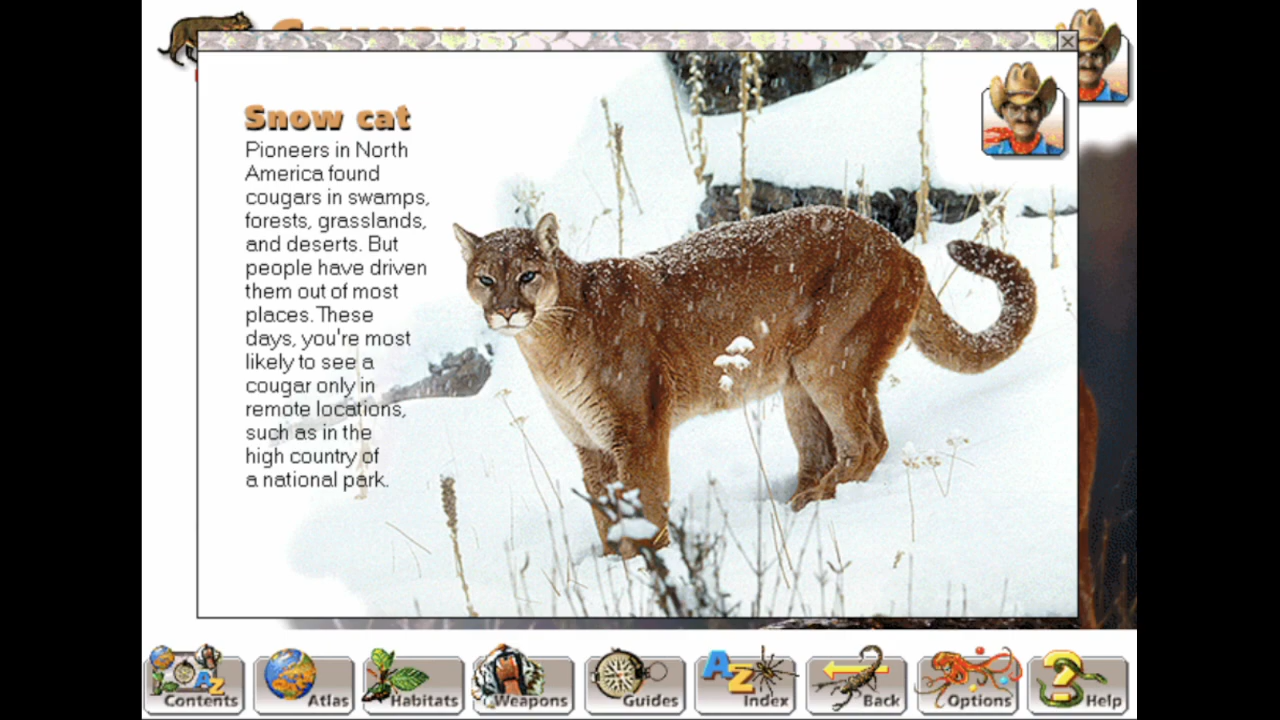 Cougar
Snow cat
Pioneers in North
America found
cougars in swamps,
forests, grasslands,
and deserts. But
people have driven
them out of most
places. These
days, you're most
likely to see a
cougar only in
remote locations,
such as in the
high country of
a national park.
Contents
Atlas
Habitats
Weapons
Guides
AZ
Index
Back
Options
?
Help